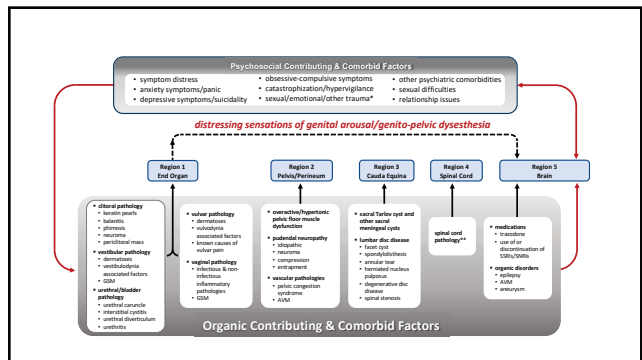 Psychosocial Contributing & Comorbid Factors
• symptom distress
• anxiety symptoms/panic
• depressive symptoms/suicidality
• obsessive-compulsive symptoms
• catastrophization/hypervigilance
• sexual/emotional/other trauma*
• other psychiatric comorbidities
• sexual difficulties
• relationship issues
distressing sensations of genital arousal/genito-pelvic dysesthesia
Region 1
End Organ
Region 2
Pelvis/Perineum
Region 3
Cauda Equina
Region 4
Spinal Cord
Region 5
Brain
• clitoral pathology
• keratin pearls
• balanitis
• phimosis
• neuroma
• periclitoral mass
• vestibular pathology
• dermatoses
• vestibulodynia
associated factors
• GSM
• urethral/bladder
pathology
• urethral caruncle
• interstitial cystitis
• urethral diverticulum
• urethritis
• vulvar pathology
• dermatoses
• vulvodynia
associated factors
• known causes of
vulvar pain
• vaginal pathology
• infectious & non-
infectious
inflammatory
pathologies
• GSM
• overactive/hypertonic
pelvic floor muscle
dysfunction
• pudendal neuropathy
• idiopathic
• neuroma
• compression
• entrapment
• vascular pathologies
• pelvic congestion
syndrome
• AVM
• sacral Tarlov cyst and
other sacral
meningeal cysts
• lumbar disc disease
• facet cyst
• spondylolisthesis
• annular tear
• herniated nucleus
pulposus
• degenerative disc
disease
• spinal stenosis
spinal cord
pathology**
• medications
• trazodone
• use of or
discontinuation of
SSRIs/SNRIs
• organic disorders
• epilepsy
• AVM
• aneurysm
Organic Contributing & Comorbid Factors